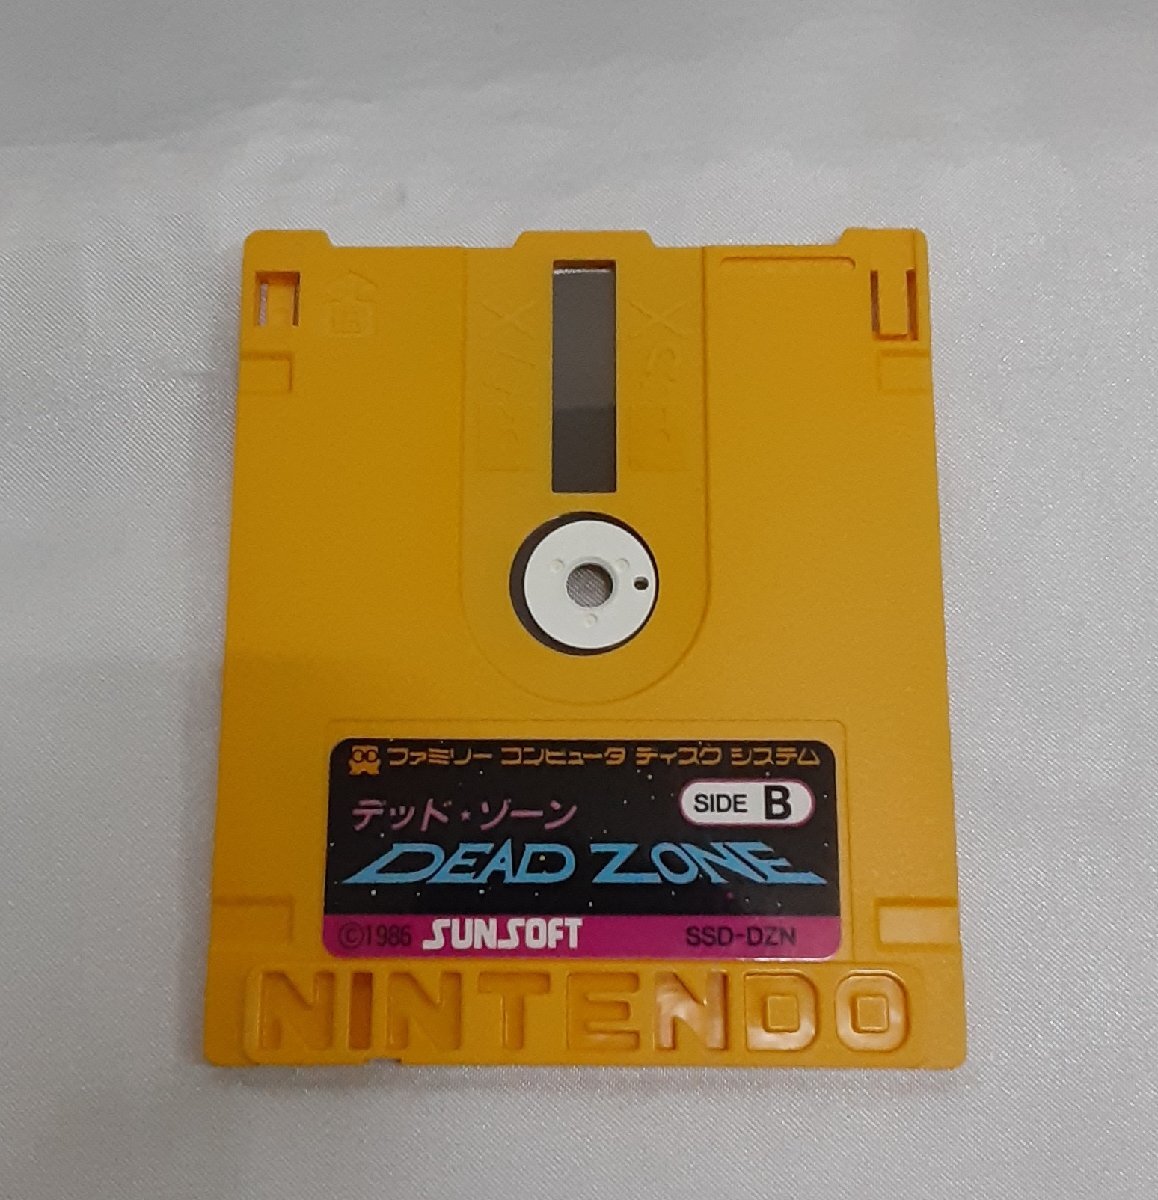 ファミリー コンピュータ ディスク システム
デッド・ゾーン
SIDE B
DEAD ZONE
©1986 SUNSOFT SSD-DZN
NINTENDO